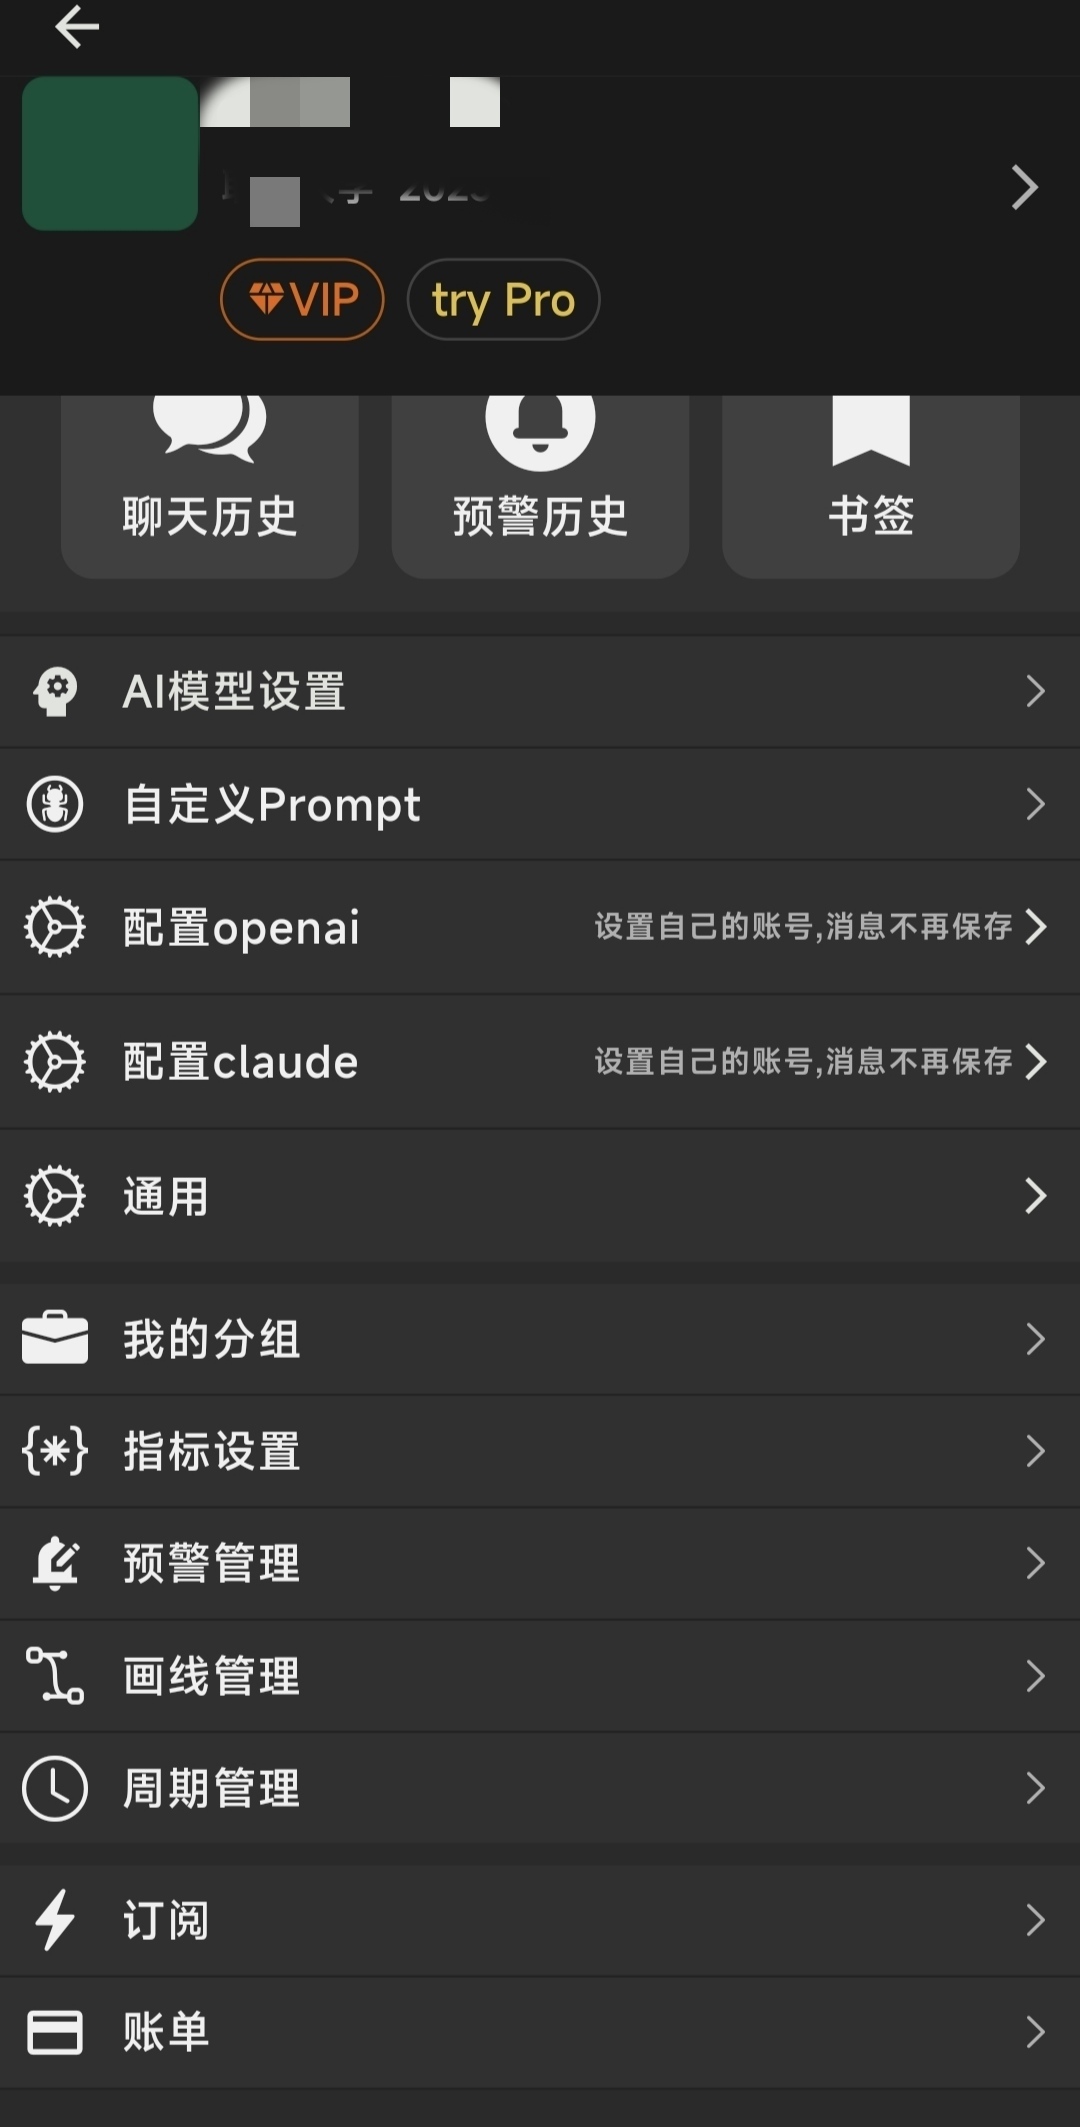 VIP
try Pro
聊天历史
预警历史
书签
AI模型设置
自定义Prompt
配置openai
设置自己的账号,消息不再保存
配置claude
设置自己的账号,消息不再保存
通用
我的分组
指标设置
预警管理
画线管理
周期管理
订阅
账单